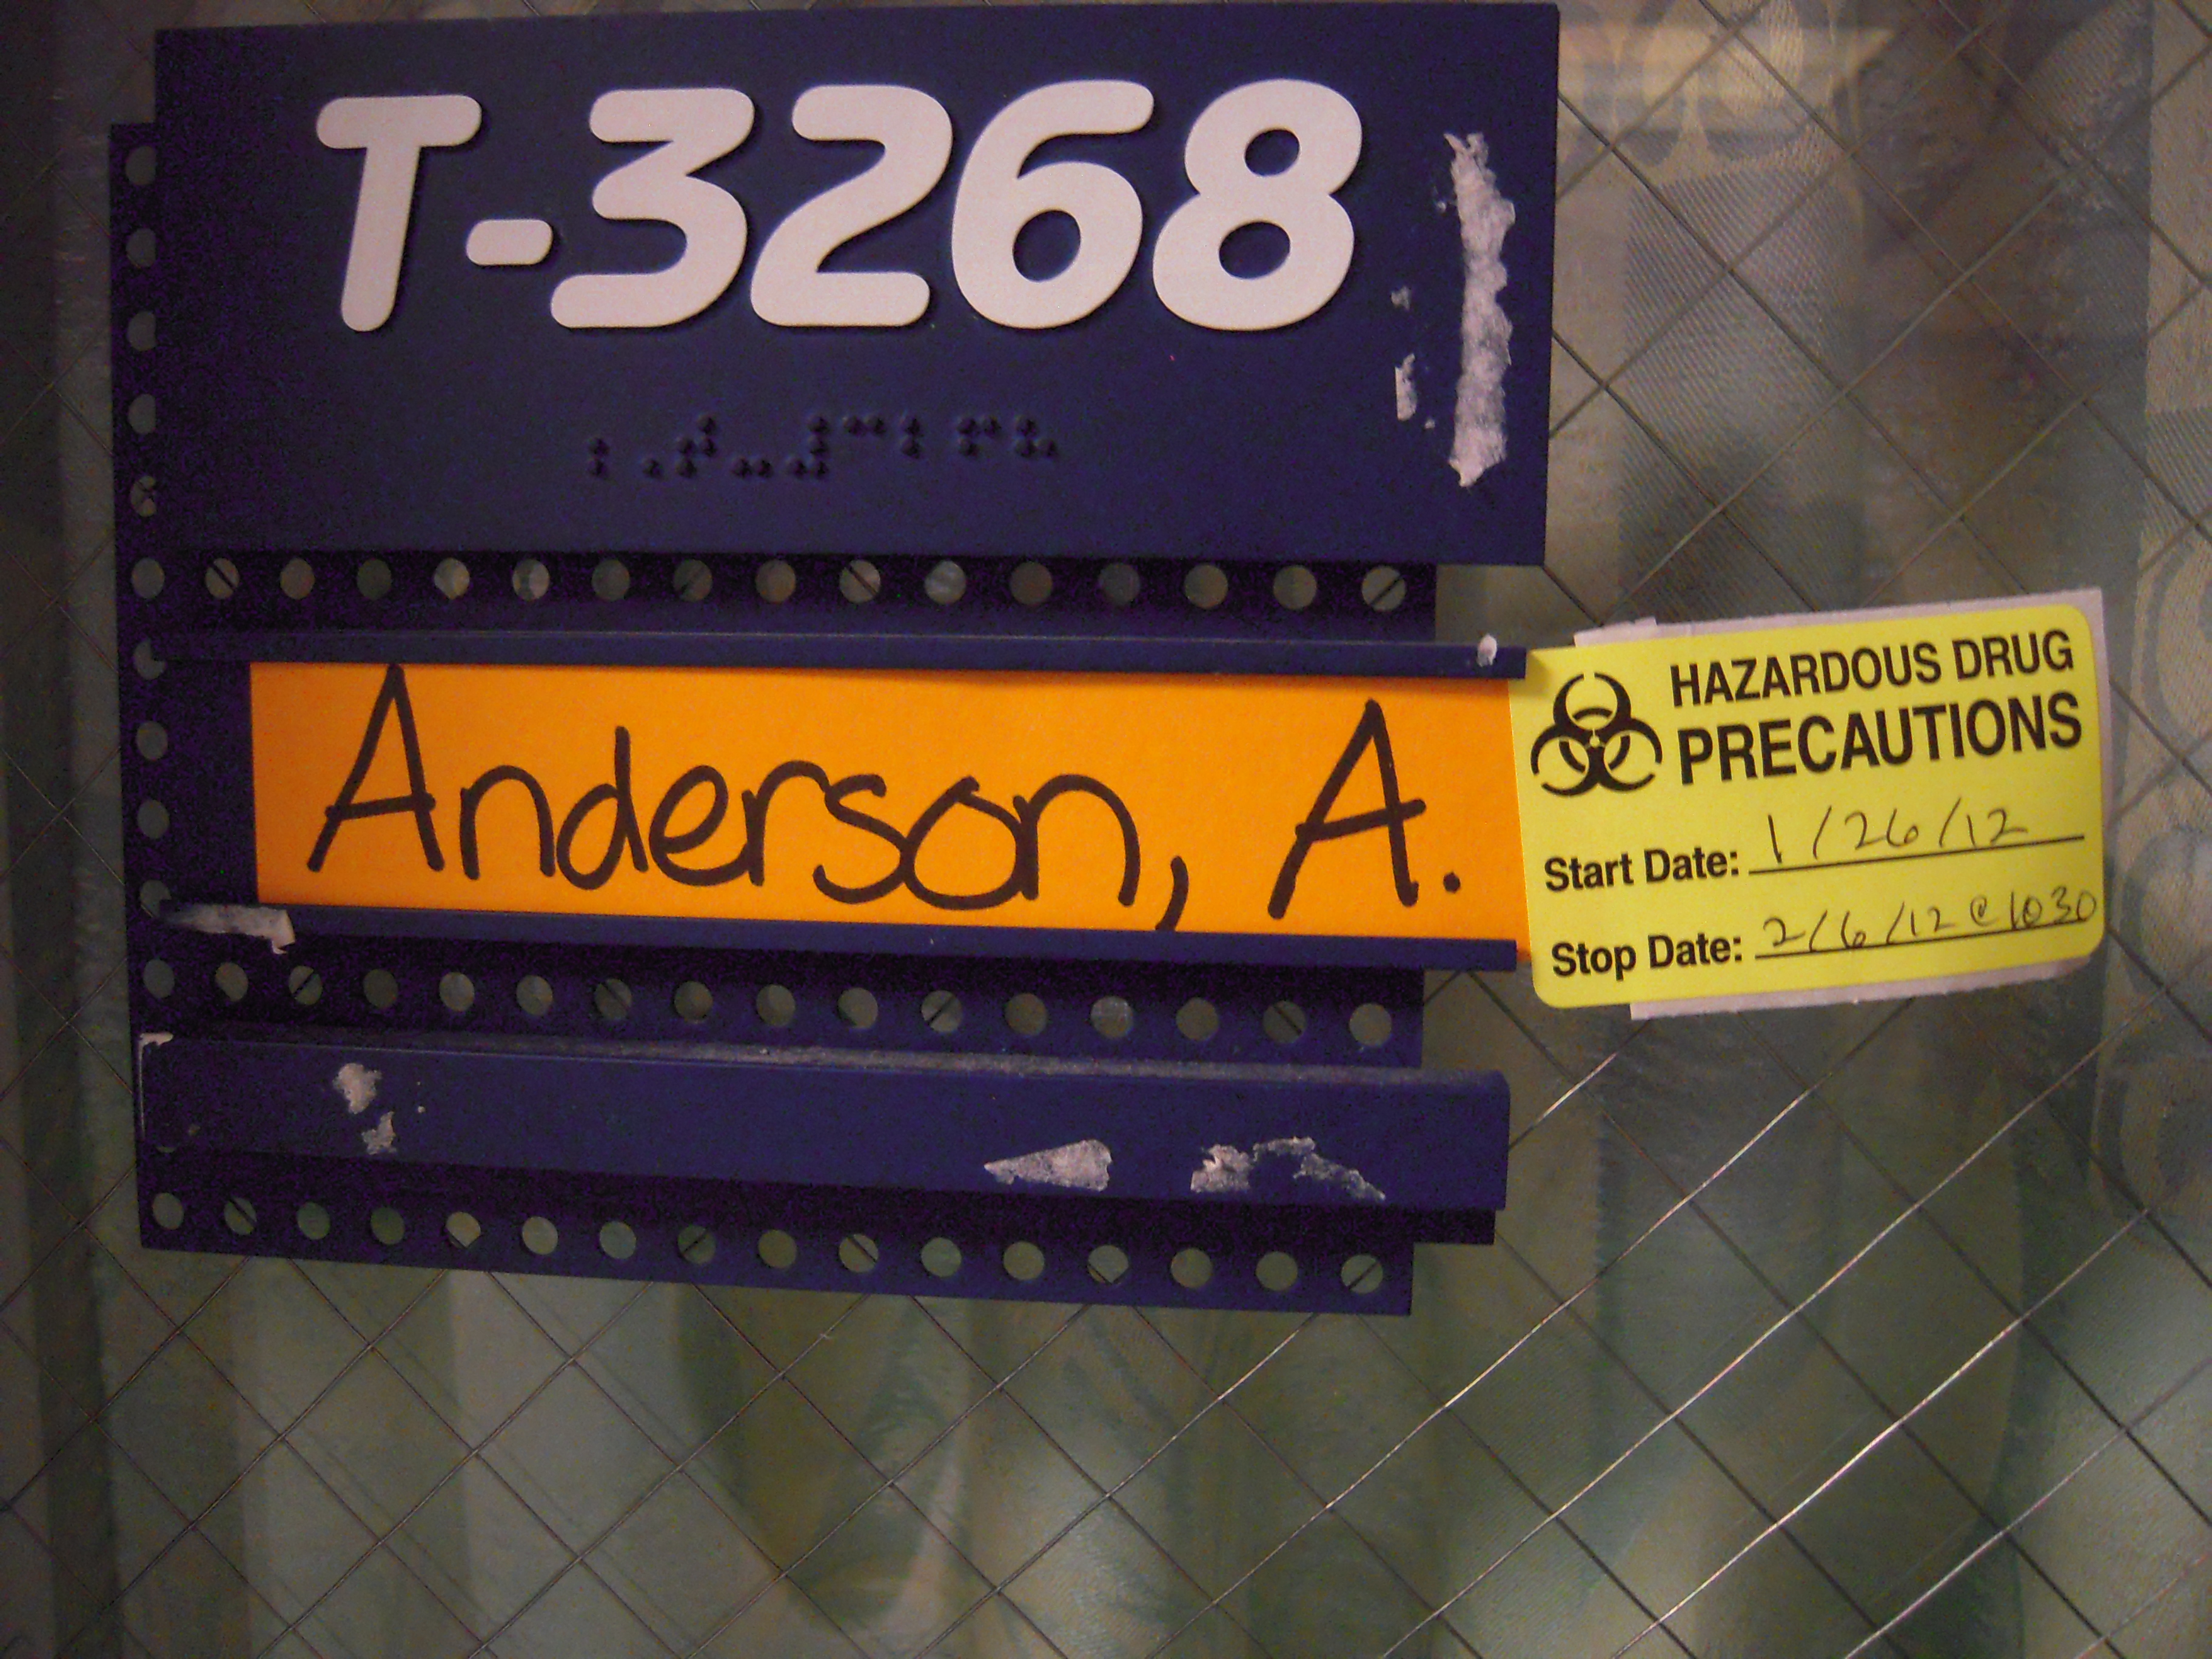 T-3268
Anderson, A.
HAZARDOUS DRUG
PRECAUTIONS
Start Date: 1/26/12
Stop Date: 2/6/12 @ 1030